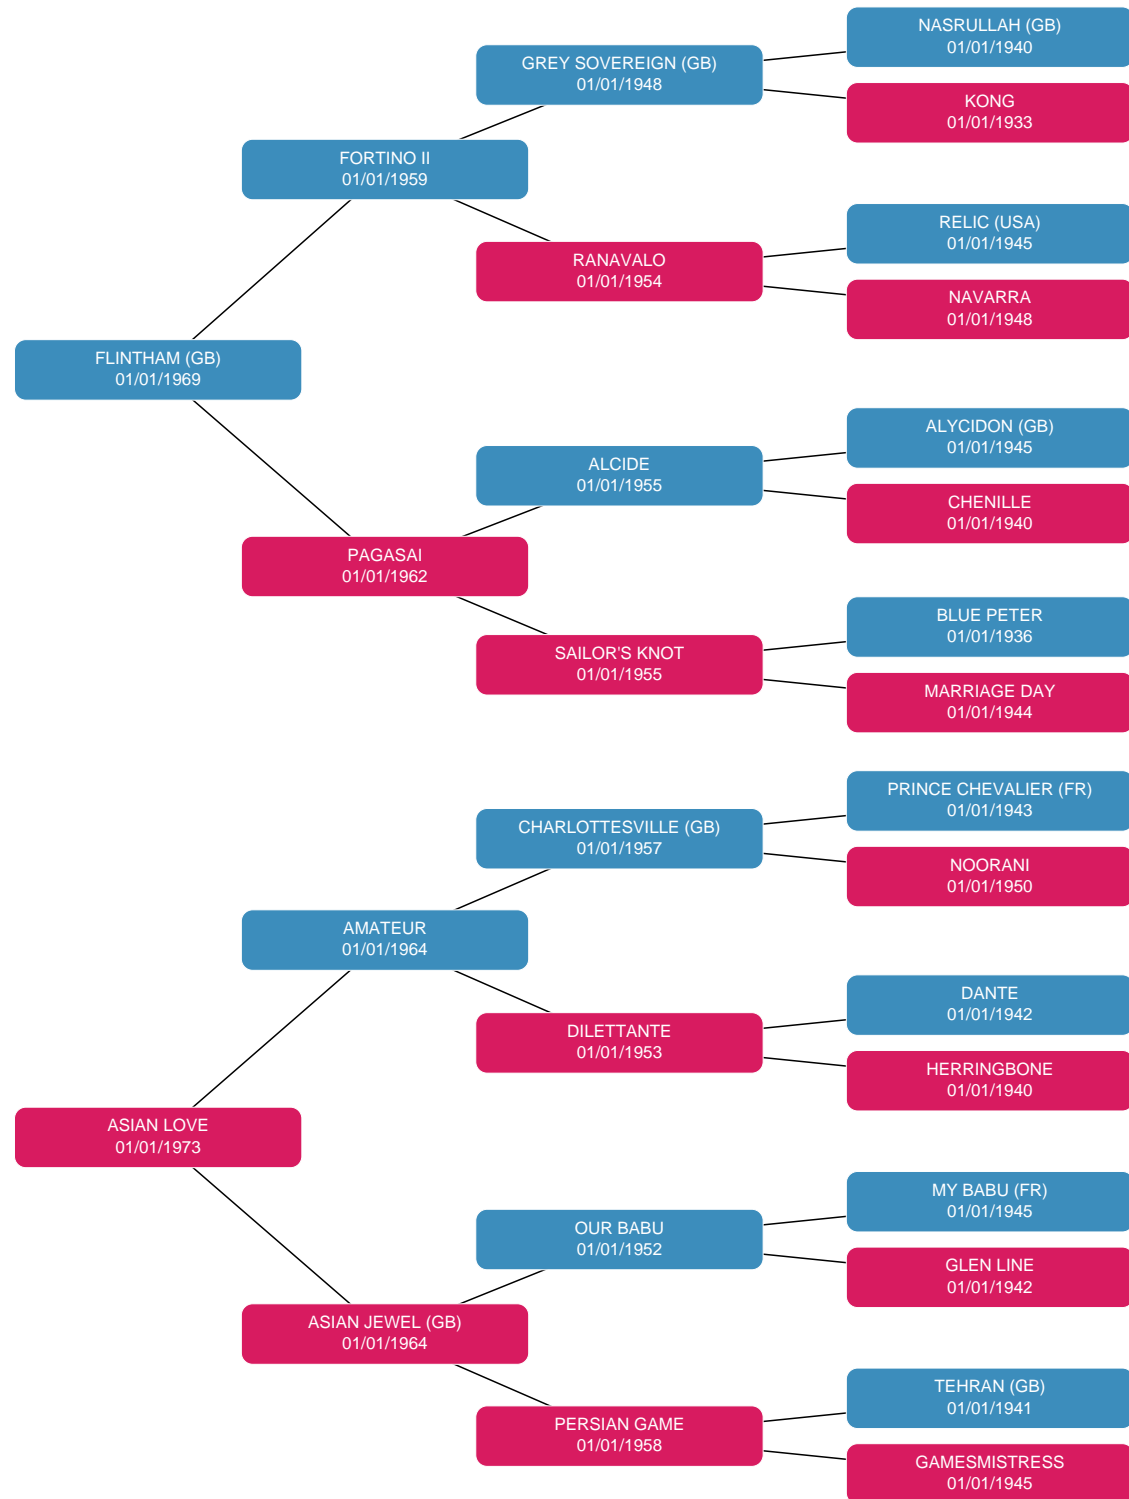 NASRULLAH (GB)
01/01/1940
GREY SOVEREIGN (GB)
01/01/1948
KONG
01/01/1933
FORTINO II
01/01/1959
RELIC (USA)
01/01/1945
RANAVALO
01/01/1954
NAVARRA
01/01/1948
FLINTHAM (GB)
01/01/1969
ALYCIDON (GB)
01/01/1945
ALCIDE
01/01/1955
CHENILLE
01/01/1940
PAGASAI
01/01/1962
BLUE PETER
01/01/1936
SAILOR'S KNOT
01/01/1955
MARRIAGE DAY
01/01/1944
PRINCE CHEVALIER (FR)
01/01/1943
CHARLOTTESVILLE (GB)
01/01/1957
NOORANI
01/01/1950
AMATEUR
01/01/1964
DANTE
01/01/1942
DILETTANTE
01/01/1953
HERRINGBONE
01/01/1940
ASIAN LOVE
01/01/1973
MY BABU (FR)
01/01/1945
OUR BABU
01/01/1952
GLEN LINE
01/01/1942
ASIAN JEWEL (GB)
01/01/1964
TEHRAN (GB)
01/01/1941
PERSIAN GAME
01/01/1958
GAMESMISTRESS
01/01/1945